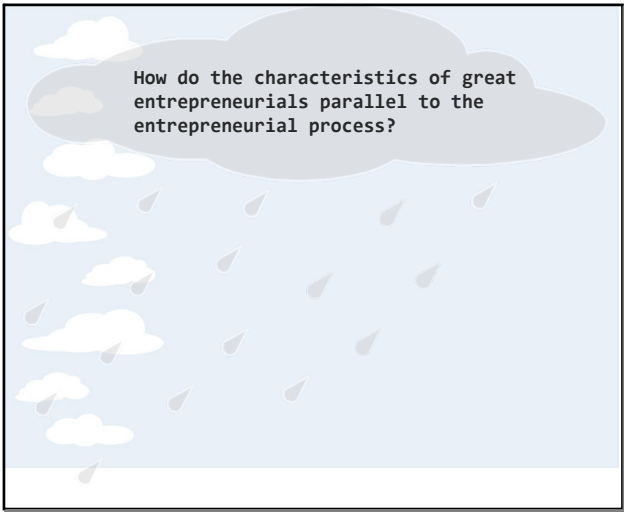 How do the characteristics of great
entrepreneurials parallel to the
entrepreneurial process?